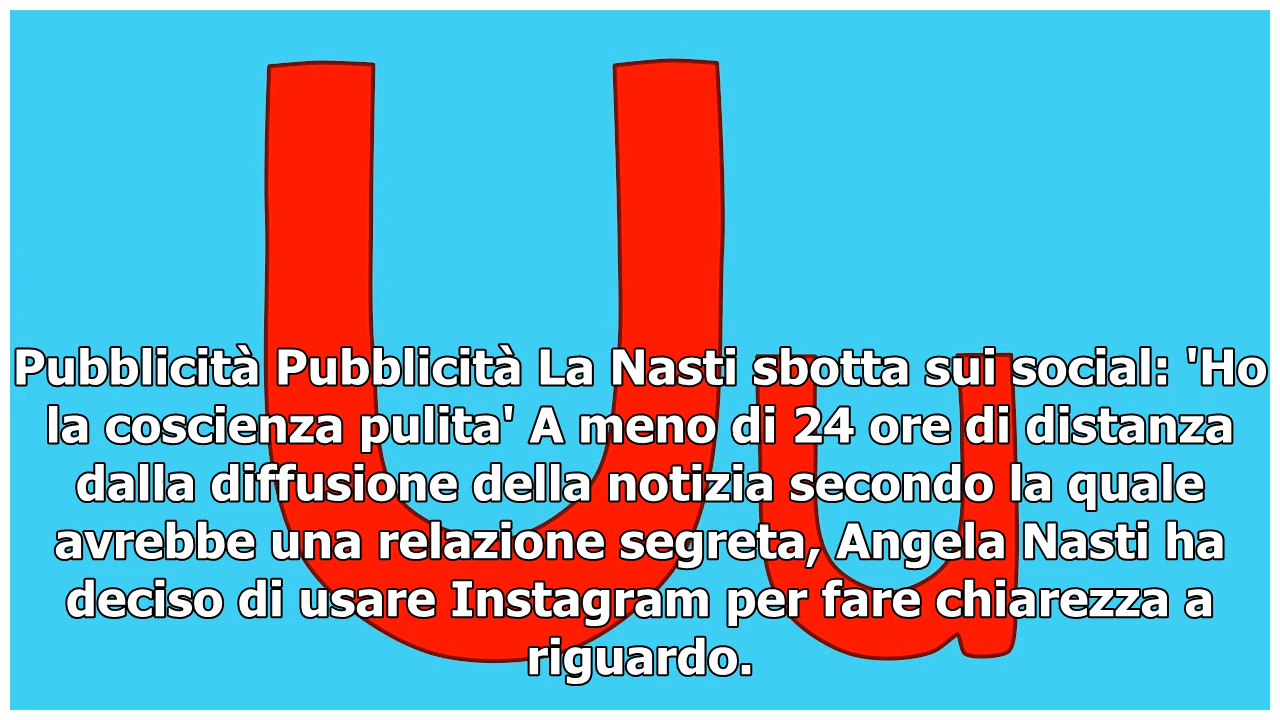 U u
Pubblicità Pubblicità La Nasti sbotta sui social: 'Ho
la coscienza pulita' A meno di 24 ore di distanza
dalla diffusione della notizia secondo la quale
avrebbe una relazione segreta, Angela Nasti ha
deciso di usare Instagram per fare chiarezza a
riguardo.